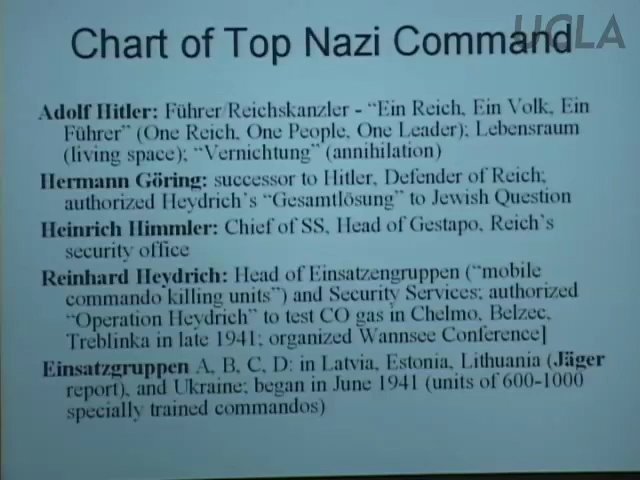 UCLA
Chart of Top Nazi Command
Adolf Hitler: Führer/Reichskanzler - “Ein Reich, Ein Volk, Ein
Führer” (One Reich, One People, One Leader); Lebensraum
(living space); “Vernichtung” (annihilation)
Hermann Göring: successor to Hitler, Defender of Reich;
authorized Heydrich’s “Gesamtlösung” to Jewish Question
Heinrich Himmler: Chief of SS, Head of Gestapo, Reich’s
security office
Reinhard Heydrich: Head of Einsatzengruppen (“mobile
commando killing units”) and Security Services; authorized
“Operation Heydrich” to test CO gas in Chelmo, Belzec,
Treblinka in late 1941; organized Wannsee Conference]
Einsatzgruppen A, B, C, D: in Latvia, Estonia, Lithuania (Jäger
report), and Ukraine; began in June 1941 (units of 600-1000
specially trained commandos)